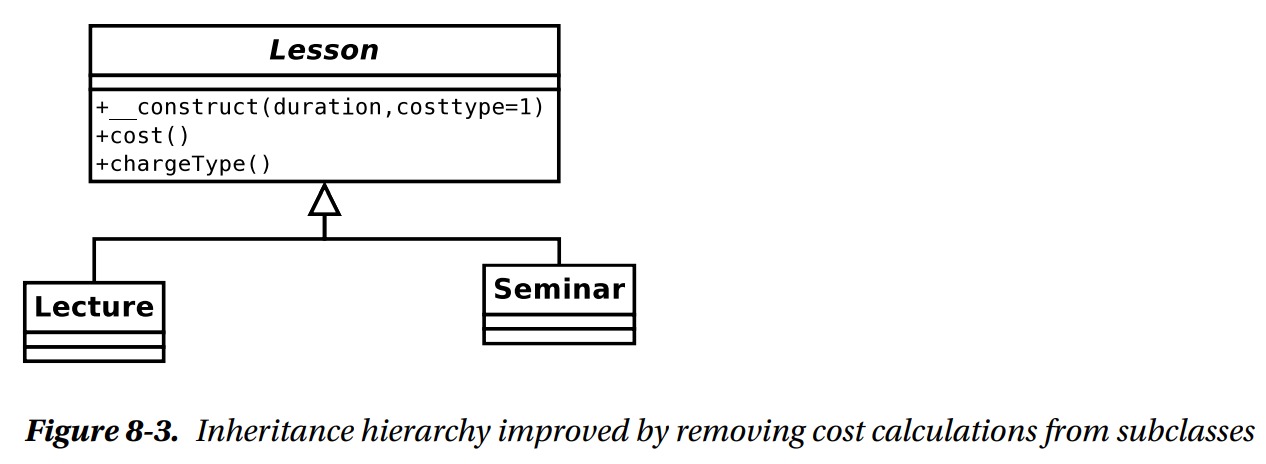 Lesson
+__construct(duration,costtype=1)
+cost()
+chargeType()
Lecture
Seminar
Figure 8-3. Inheritance hierarchy improved by removing cost calculations from subclasses